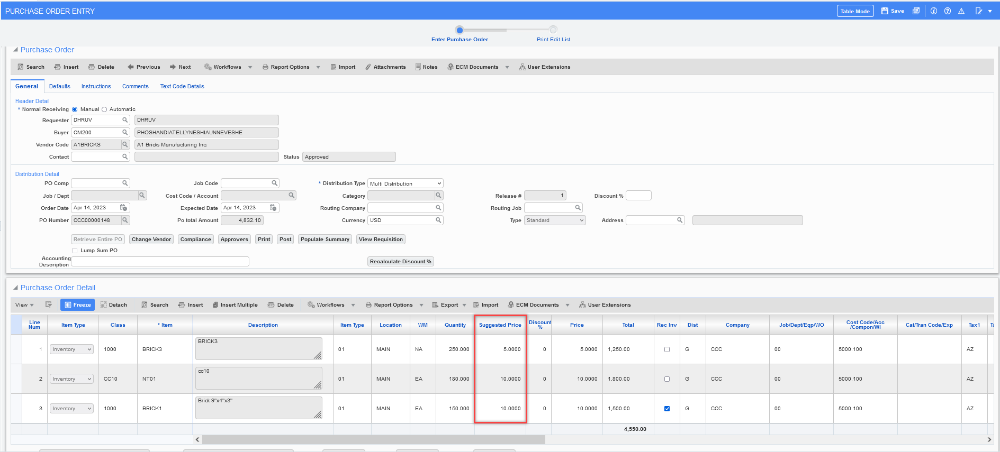 PURCHASE ORDER ENTRY
Table Mode Save
Enter Purchase Order Print Edit List
Purchase Order
Search Insert Delete Previous Next Workflows Report Options Import Attachments Notes ECM Documents User Extensions
General Defaults Instructions Comments Text Code Details
Header Detail
* Normal Receiving Manual Automatic
Requester DHRUV DHRUV
Buyer CM200 PHOSHANDIATELLYNESHIAUNNEVESHE
Vendor Code A1BRICKS A1 Bricks Manufacturing Inc.
Contact Status Approved
Distribution Detail
PO Comp Job Code * Distribution Type Multi Distribution
Job / Dept Cost Code / Account Category Release # 1 Discount %
Order Date Apr 14, 2023 Expected Date Apr 14, 2023 Routing Company Routing Job
PO Number CCC00000148 Po total Amount 4,832.10 Currency USD Type Standard Address
Retrieve Entire PO Change Vendor Compliance Approvers Print Post Populate Summary View Requisition
Lump Sum PO
Accounting
Description Recalculate Discount %
Purchase Order Detail
View Freeze Detach Search Insert Insert Multiple Delete Workflows Report Options Export Import ECM Documents User Extensions
Line
Num Item Type Class * Item Description Item Type Location WM Quantity Suggested Price Discount
% Price Total Rec Inv Dist Company Job/Dept/Eqp/WO Cost Code/Acc
/Compon/WI Cat/Tran Code/Exp Tax1
1 Inventory 1000 BRICK3 BRICK3 01 MAIN NA 250.000 5.0000 0 5.0000 1,250.00 G CCC 00 5000.100 AZ
2 Inventory CC10 NT01 cc10 01 MAIN EA 180.000 10.0000 0 10.0000 1,800.00 G CCC 00 5000.100 AZ
3 Inventory 1000 BRICK1 Brick 9"x4"x3" 01 MAIN EA 150.000 10.0000 0 10.0000 1,500.00 G CCC 00 5000.100 AZ
4,550.00